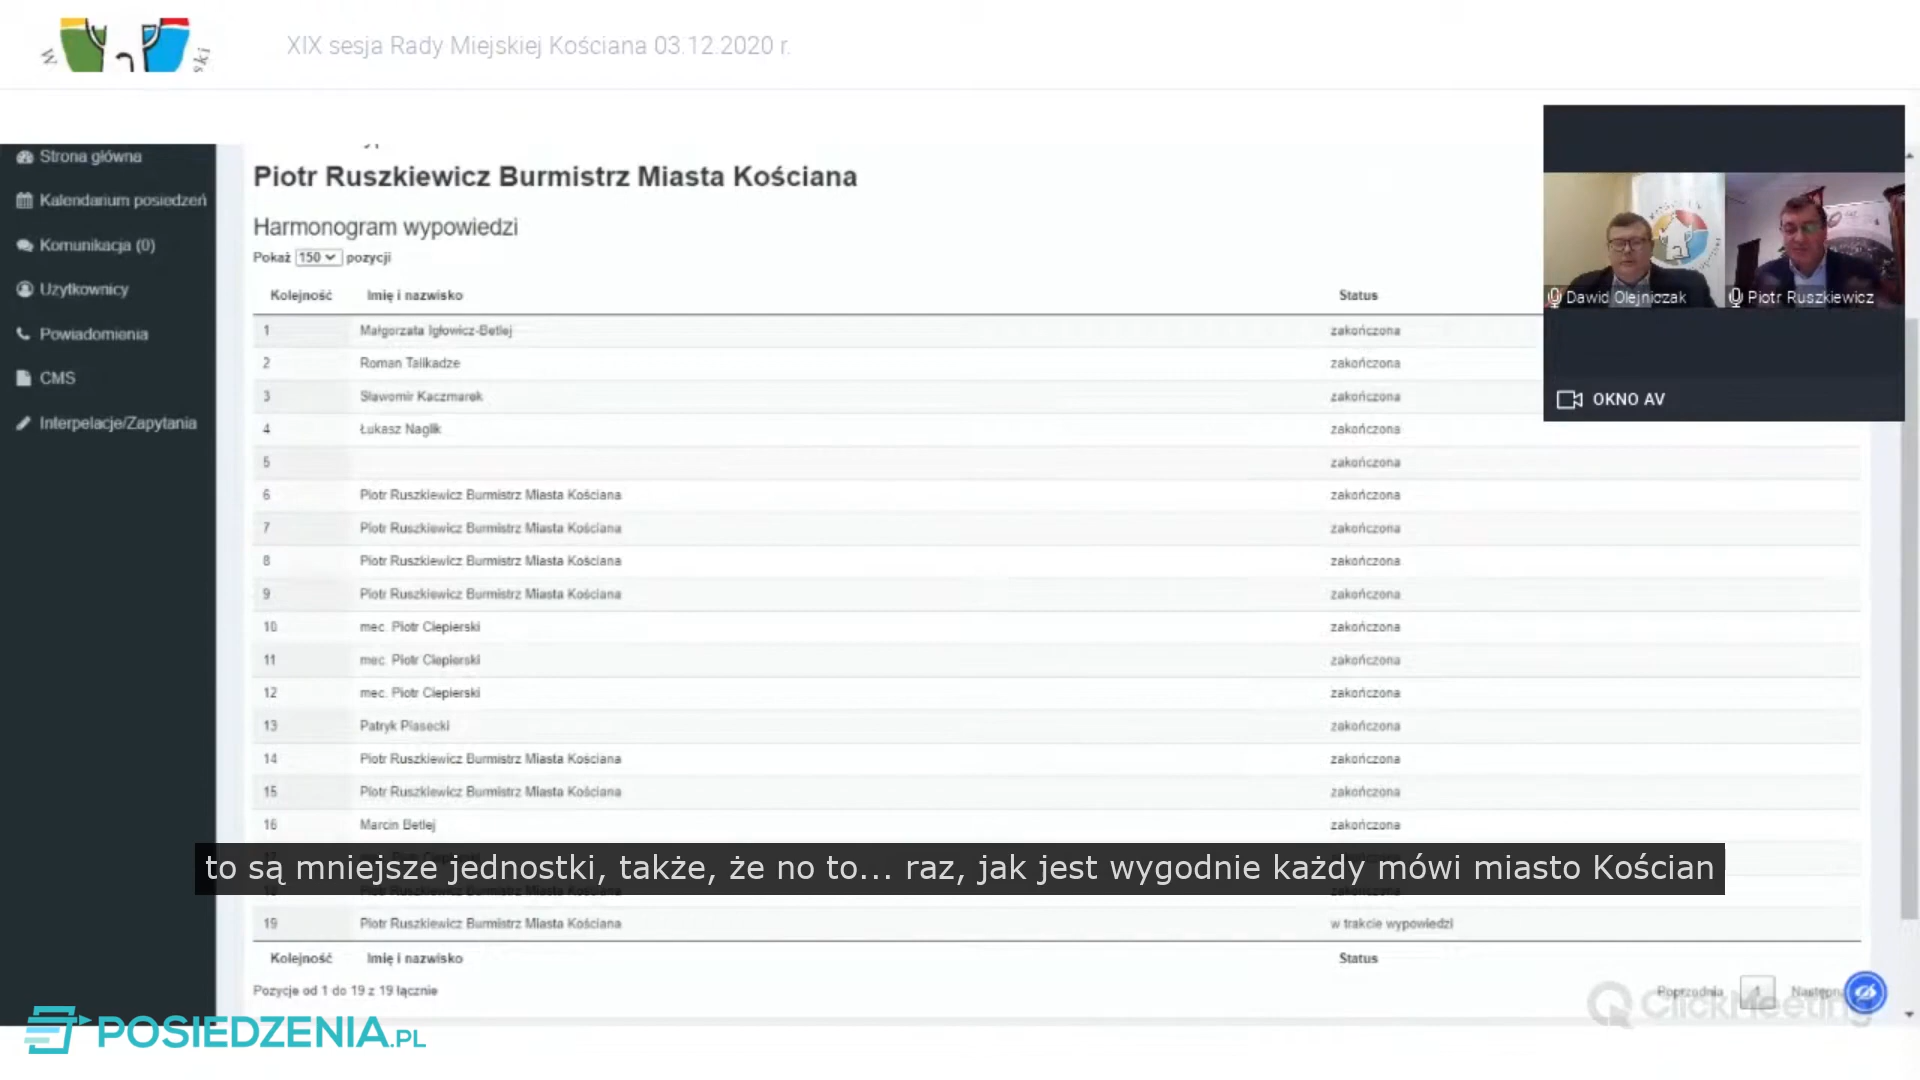 XIX sesja Rady Miejskiej Kościana 03.12.2020 r.
Strona główna
Kalendarium posiedzeń
Komunikacja (0)
Użytkownicy
Powiadomienia
CMS
Interpelacje/Zapytania
Piotr Ruszkiewicz Burmistrz Miasta Kościana
Harmonogram wypowiedzi
Pokaż 150 pozycji
Kolejność Imię i nazwisko Status
1 Małgorzata Igłowicz-Betlej zakończona
2 Roman Talikadze zakończona
3 Sławomir Kaczmarek zakończona
4 Łukasz Naglik zakończona
5 zakończona
6 Piotr Ruszkiewicz Burmistrz Miasta Kościana zakończona
7 Piotr Ruszkiewicz Burmistrz Miasta Kościana zakończona
8 Piotr Ruszkiewicz Burmistrz Miasta Kościana zakończona
9 Piotr Ruszkiewicz Burmistrz Miasta Kościana zakończona
10 mec. Piotr Ciepierski zakończona
11 mec. Piotr Ciepierski zakończona
12 mec. Piotr Ciepierski zakończona
13 Patryk Piasecki zakończona
14 Piotr Ruszkiewicz Burmistrz Miasta Kościana zakończona
15 Piotr Ruszkiewicz Burmistrz Miasta Kościana zakończona
16 Marcin Betlej zakończona
to są mniejsze jednostki, także, że no to... raz, jak jest wygodnie każdy mówi miasto Kościan
19 Piotr Ruszkiewicz Burmistrz Miasta Kościana w trakcie wypowiedzi
Kolejność Imię i nazwisko Status
Pozycje od 1 do 19 z 19 łącznie
Poprzednia 1
Dawid Olejniczak
Piotr Ruszkiewicz
OKNO AV
ClickMeeting
POSIEDZENIA.PL